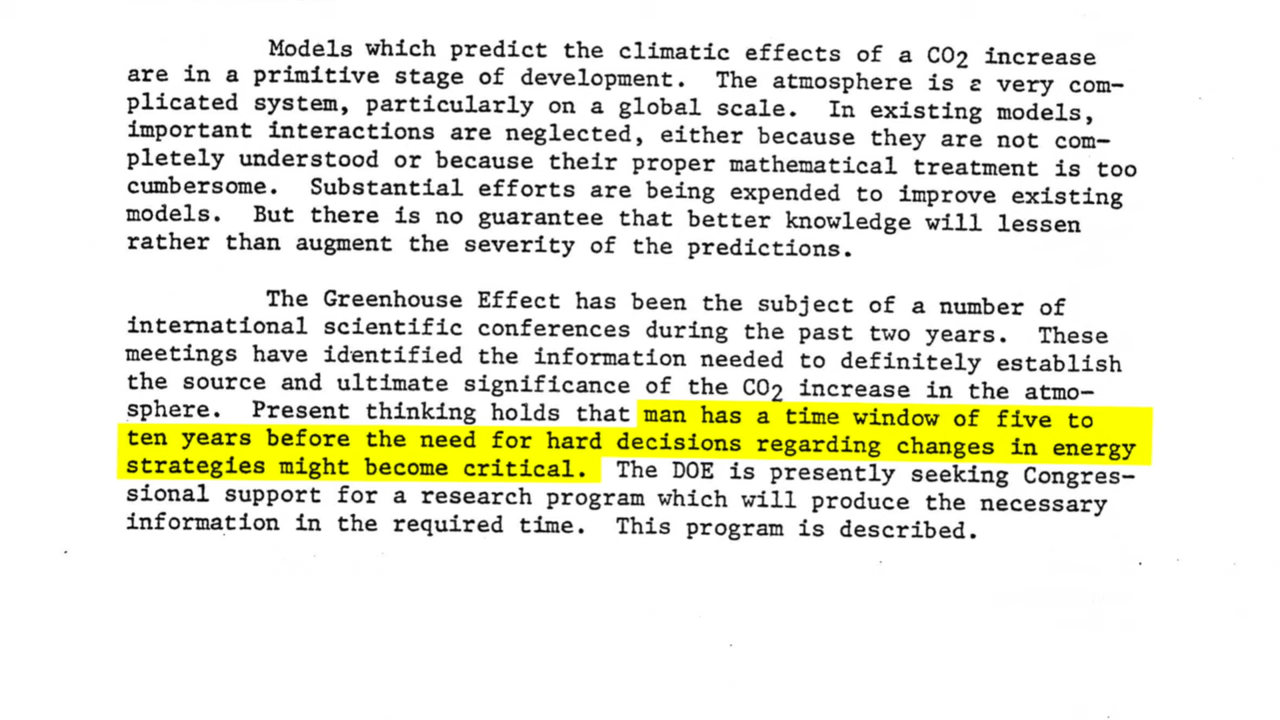 Models which predict the climatic effects of a CO2 increase
are in a primitive stage of development. The atmosphere is a very com-
plicated system, particularly on a global scale. In existing models,
important interactions are neglected, either because they are not com-
pletely understood or because their proper mathematical treatment is too
cumbersome. Substantial efforts are being expended to improve existing
models. But there is no guarantee that better knowledge will lessen
rather than augment the severity of the predictions.
The Greenhouse Effect has been the subject of a number of
international scientific conferences during the past two years. These
meetings have identified the information needed to definitely establish
the source and ultimate significance of the CO2 increase in the atmo-
sphere. Present thinking holds that man has a time window of five to
ten years before the need for hard decisions regarding changes in energy
strategies might become critical. The DOE is presently seeking Congres-
sional support for a research program which will produce the necessary
information in the required time. This program is described.